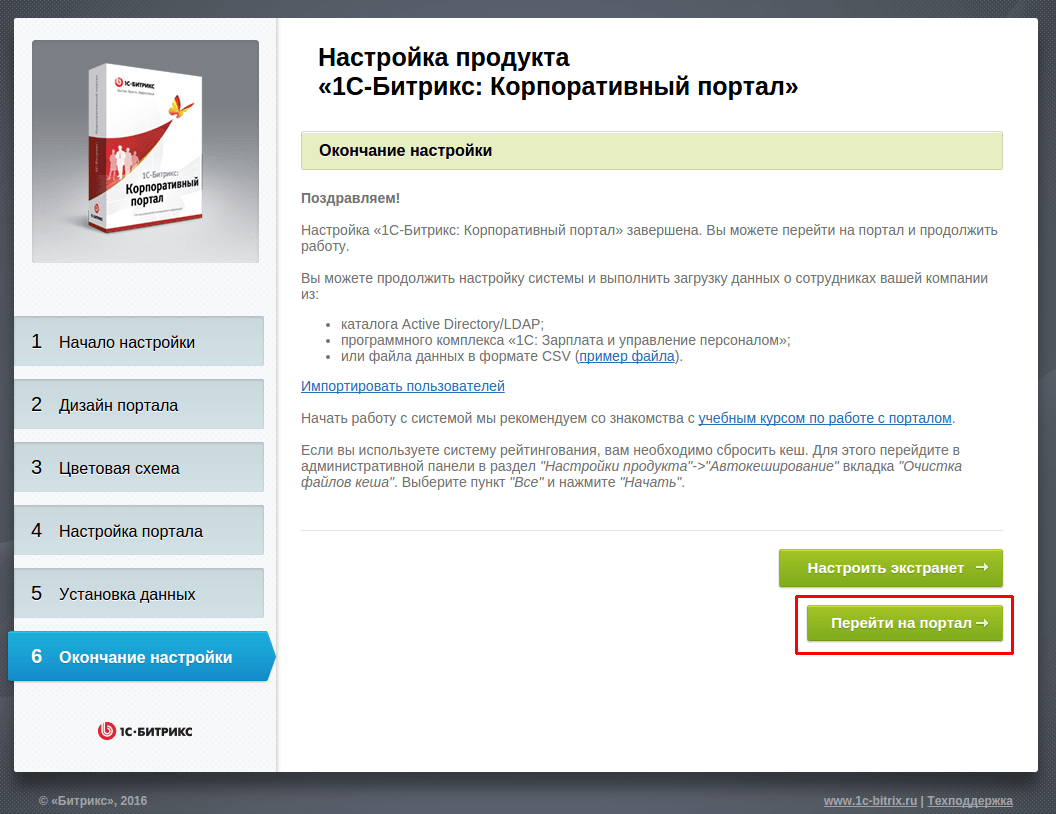 1С-БИТРИКС
1С-Битрикс:
Корпоративный
портал
Настройка продукта
«1С-Битрикс: Корпоративный портал»
Окончание настройки
Поздравляем!
Настройка «1С-Битрикс: Корпоративный портал» завершена. Вы можете перейти на портал и продолжить
работу.
Вы можете продолжить настройку системы и выполнить загрузку данных о сотрудниках вашей компании
из:
• каталога Active Directory/LDAP;
• программного комплекса «1С: Зарплата и управление персоналом»;
• или файла данных в формате CSV (пример файла).
Импортировать пользователей
Начать работу с системой мы рекомендуем со знакомства с учебным курсом по работе с порталом.
Если вы используете систему рейтингования, вам необходимо сбросить кеш. Для этого перейдите в
административной панели в раздел "Настройки продукта"->"Автокеширование" вкладка "Очистка
файлов кеша". Выберите пункт "Все" и нажмите "Начать".
Настроить экстранет →
Перейти на портал →
1 Начало настройки
2 Дизайн портала
3 Цветовая схема
4 Настройка портала
5 Установка данных
6 Окончание настройки
1С-БИТРИКС
© «Битрикс», 2016
www.1c-bitrix.ru | Техподдержка